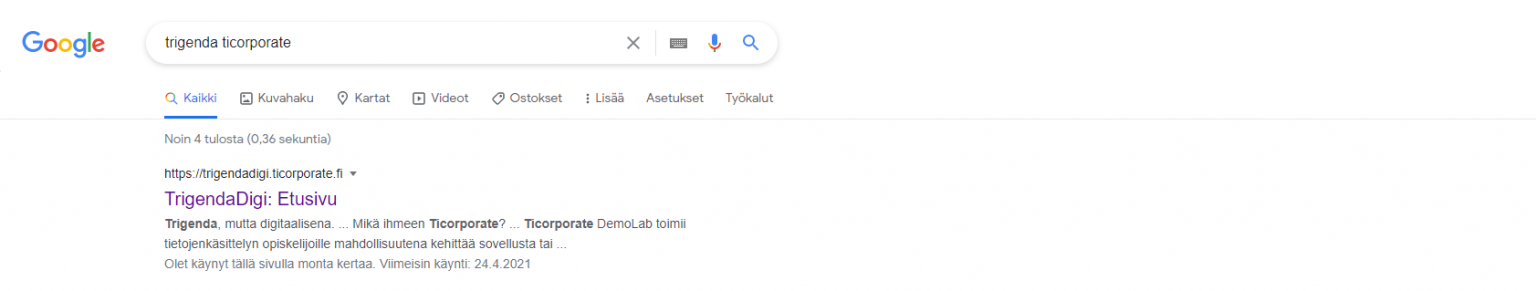 Google
trigenda ticorporate
Kaikki Kuvahaku Kartat Videot Ostokset Lisää Asetukset Työkalut
Noin 4 tulosta (0,36 sekuntia)
https://trigendadigi.ticorporate.fi
TrigendaDigi: Etusivu
Trigenda, mutta digitaalisena. ... Mikä ihmeen Ticorporate? ... Ticorporate DemoLab toimii
tietojenkäsittelyn opiskelijoille mahdollisuutena kehittää sovellusta tai ...
Olet käynyt tällä sivulla monta kertaa. Viimeisin käynti: 24.4.2021